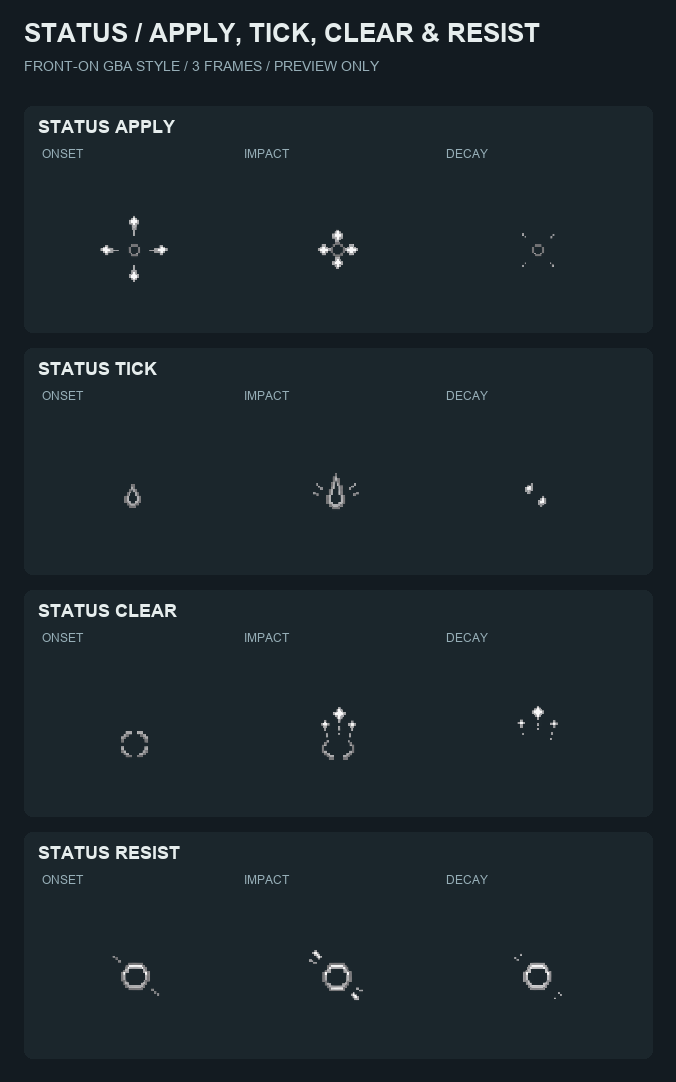 STATUS / APPLY, TICK, CLEAR & RESIST
FRONT-ON GBA STYLE / 3 FRAMES / PREVIEW ONLY
STATUS APPLY
ONSET IMPACT DECAY
STATUS TICK
ONSET IMPACT DECAY
STATUS CLEAR
ONSET IMPACT DECAY
STATUS RESIST
ONSET IMPACT DECAY